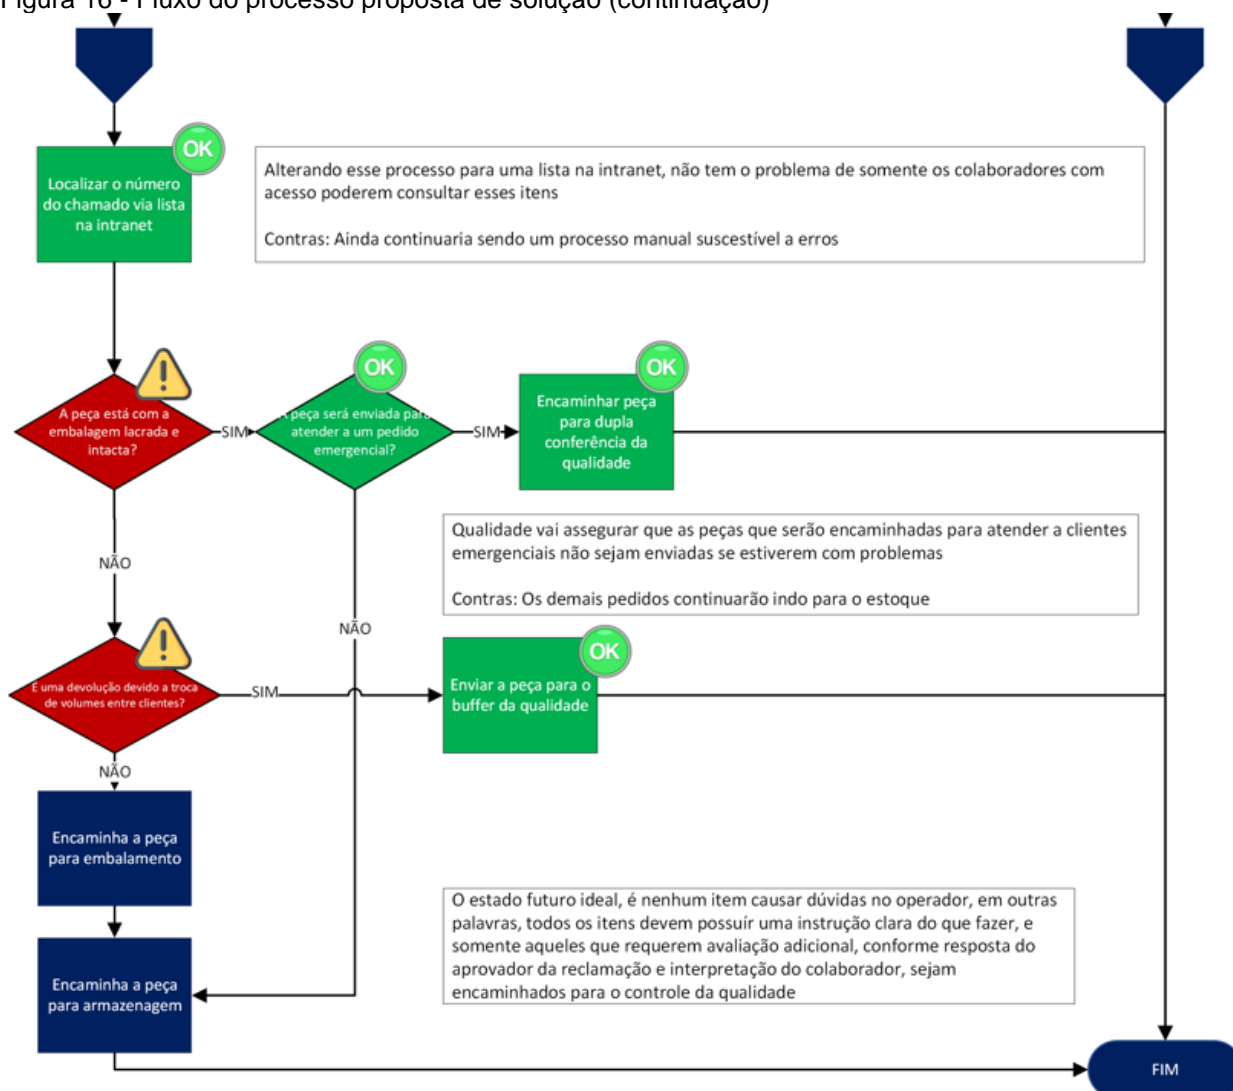 Figura 16 - Fluxo do processo proposta de solução (continuação)
OK
Localizar o número
do chamado via lista
na intranet
Alterando esse processo para uma lista na intranet, não tem o problema de somente os colaboradores com
acesso poderem consultar esses itens
Contras: Ainda continuaria sendo um processo manual suscestível a erros
A peça está com a
embalagem lacrada e
intacta?
SIM
OK
A peça será enviada para
atender a um pedido
emergencial?
SIM
OK
Encaminhar peça
para dupla
conferência da
qualidade
NÃO
Qualidade vai assegurar que as peças que serão encaminhadas para atender a clientes
emergenciais não sejam enviadas se estiverem com problemas
Contras: Os demais pedidos continuarão indo para o estoque
NÃO
É uma devolução devido a troca
de volumes entre clientes?
SIM
OK
Enviar a peça para o
buffer da qualidade
NÃO
Encaminha a peça
para embalamento
O estado futuro ideal, é nenhum item causar dúvidas no operador, em outras
palavras, todos os itens devem possuír uma instrução clara do que fazer, e
somente aqueles que requerem avaliação adicional, conforme resposta do
aprovador da reclamação e interpretação do colaborador, sejam
encaminhados para o controle da qualidade
Encaminha a peça
para armazenagem
FIM